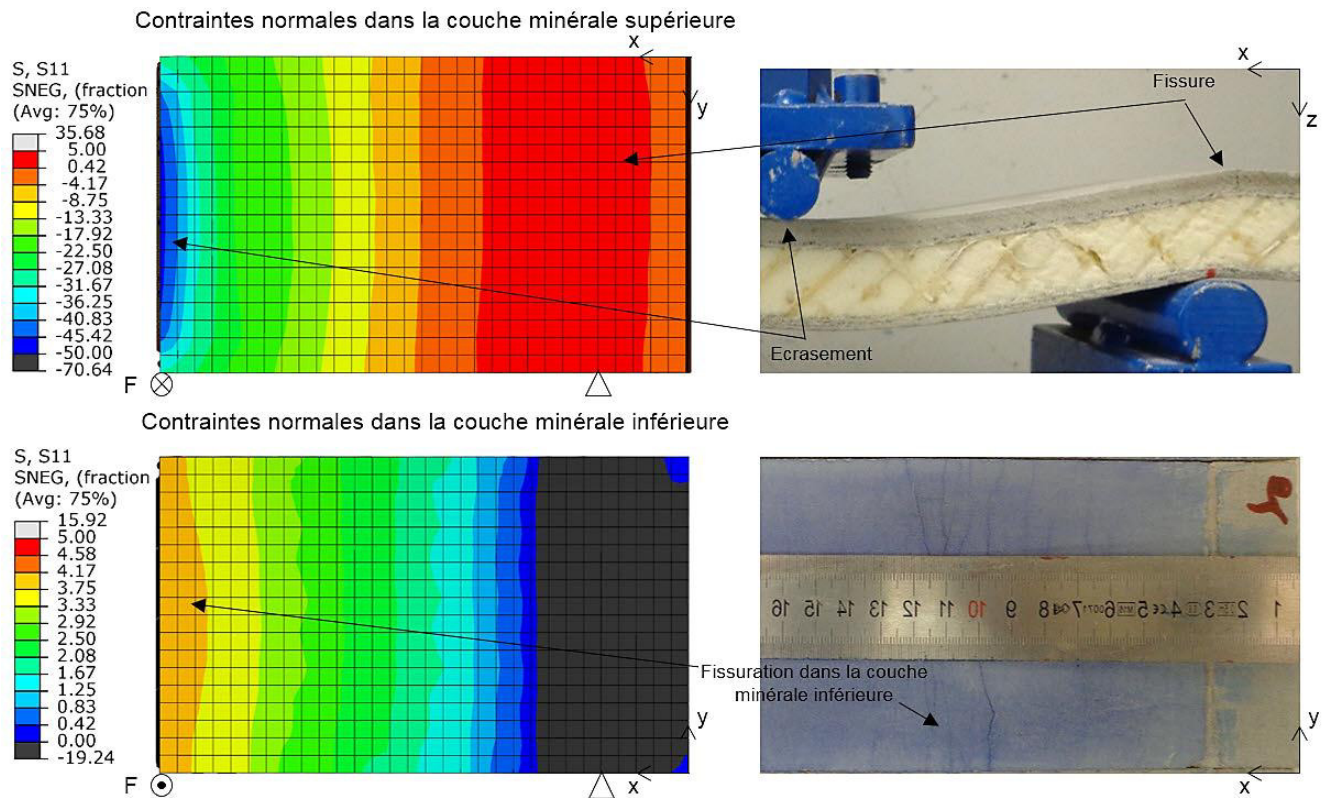 Contraintes normales dans la couche minérale supérieure
S, S11
SNEG, (fraction
(Avg: 75%)
35.68
5.00
0.42
-4.17
-8.75
-13.33
-17.92
-22.50
-27.08
-31.67
-36.25
-40.83
-45.42
-50.00
-70.64
x
y
F
x
z
Fissure
Ecrasement
Contraintes normales dans la couche minérale inférieure
S, S11
SNEG, (fraction
(Avg: 75%)
15.92
5.00
4.58
4.17
3.75
3.33
2.92
2.50
2.08
1.67
1.25
0.83
0.42
0.00
-19.24
y
x
F
16 15 14 13 12 11 10 9 8 7 6 5 4 3 2 1
Fissuration dans la couche
minérale inférieure
y
x